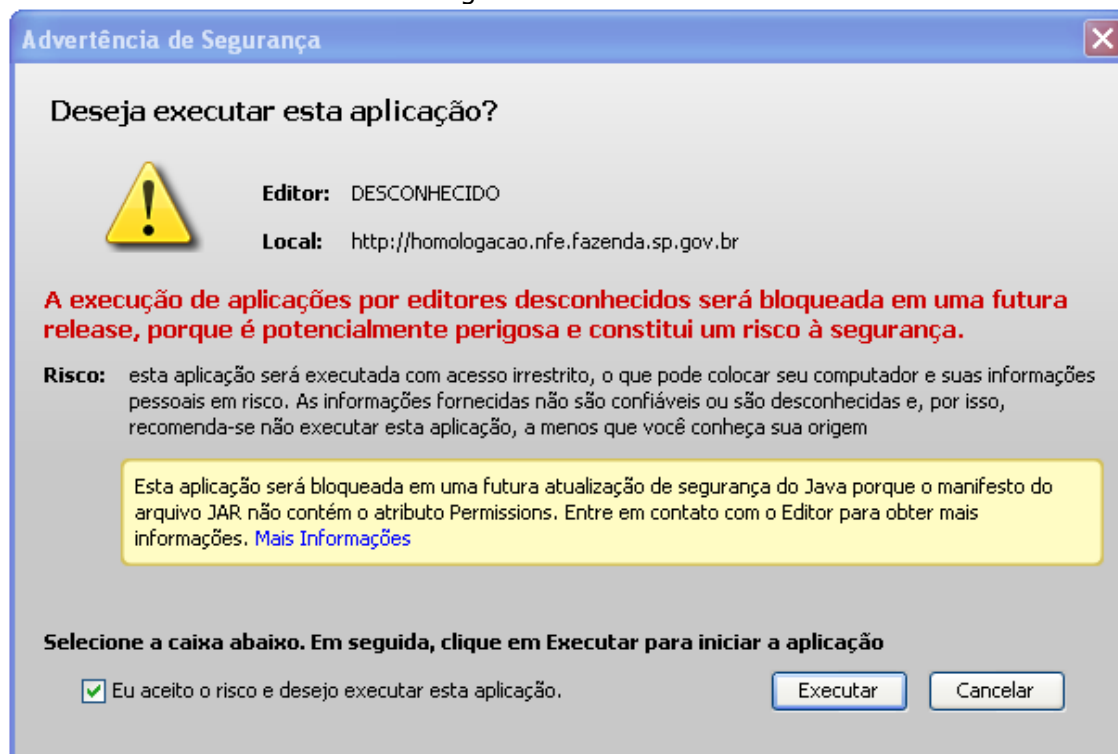 Advertência de Segurança
Deseja executar esta aplicação?
Editor: DESCONHECIDO
Local: http://homologacao.nfe.fazenda.sp.gov.br
A execução de aplicações por editores desconhecidos será bloqueada em uma futura
release, porque é potencialmente perigosa e constitui um risco à segurança.
Risco: esta aplicação será executada com acesso irrestrito, o que pode colocar seu computador e suas informações
pessoais em risco. As informações fornecidas não são confiáveis ou são desconhecidas e, por isso,
recomenda-se não executar esta aplicação, a menos que você conheça sua origem
Esta aplicação será bloqueada em uma futura atualização de segurança do Java porque o manifesto do
arquivo JAR não contém o atributo Permissions. Entre em contato com o Editor para obter mais
informações. Mais Informações
Selecione a caixa abaixo. Em seguida, clique em Executar para iniciar a aplicação
Eu aceito o risco e desejo executar esta aplicação.
Executar
Cancelar